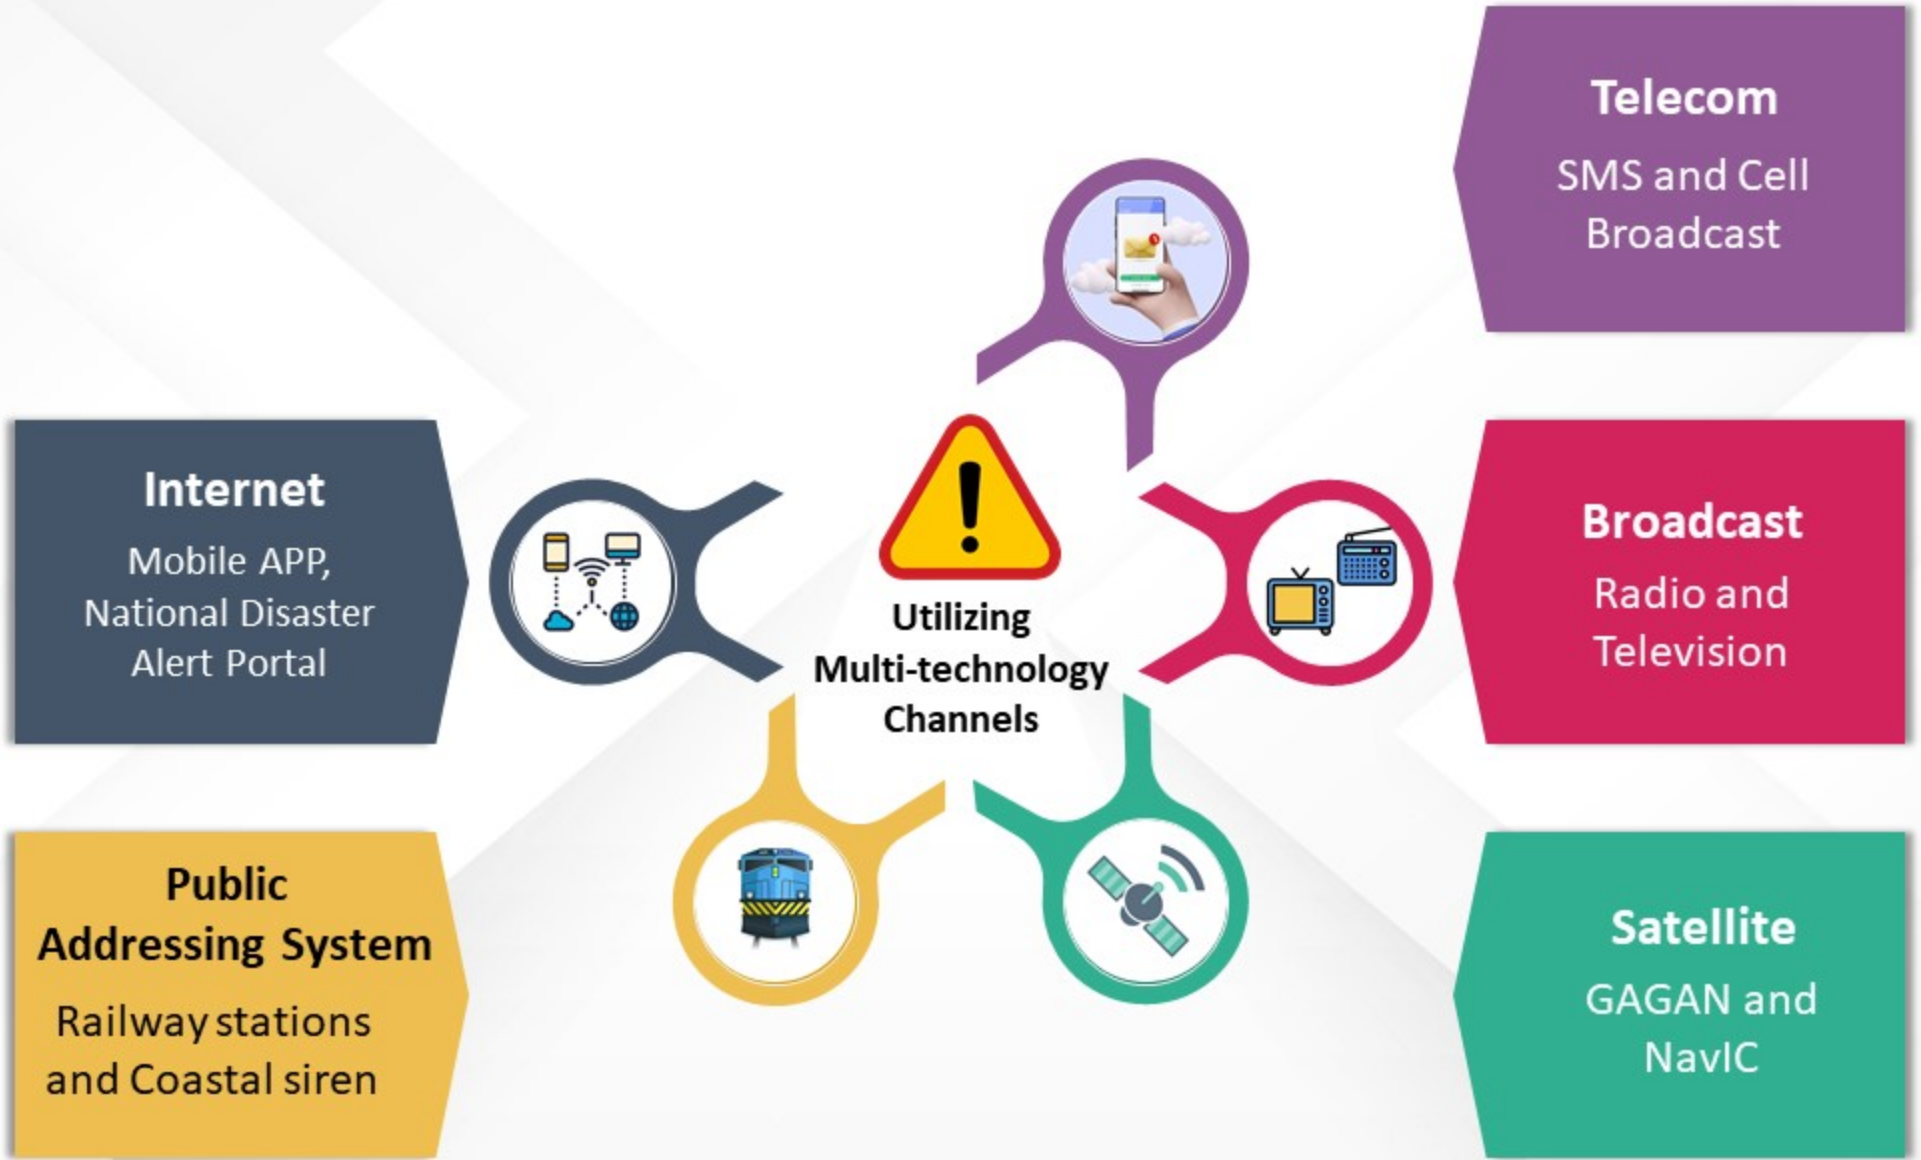 Telecom
SMS and Cell
Broadcast
Internet
Mobile APP,
National Disaster
Alert Portal
Utilizing
Multi-technology
Channels
Broadcast
Radio and
Television
Public
Addressing System
Railway stations
and Coastal siren
Satellite
GAGAN and
NavIC